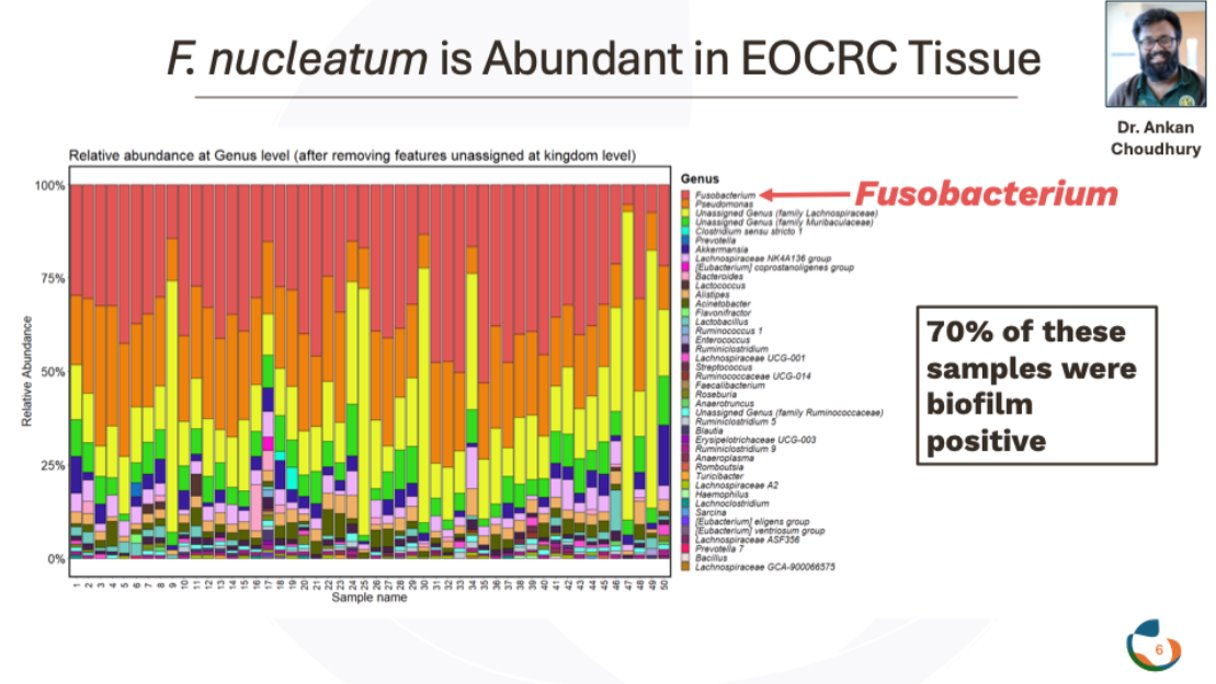 F. nucleatum is Abundant in EOCRC Tissue
Dr. Ankan
Choudhury
Relative abundance at Genus level (after removing features unassigned at kingdom level)
Relative Abundance
100%
75%
50%
25%
0%
1 2 3 4 5 6 7 8 9 10 11 12 13 14 15 16 17 18 19 20 21 22 23 24 25 26 27 28 29 30 31 32 33 34 35 36 37 38 39 40 41 42 43 44 45 46 47 48 49 50
Sample name
Genus
Fusobacterium
Pseudomonas
Unassigned Genus (family Lachnospiraceae)
Unassigned Genus (family Muribaculaceae)
Clostridium sensu stricto 1
Prevotella
Akkermansia
Lachnospiraceae NK4A136 group
[Eubacterium] coprostanoligenes group
Bacteroides
Lactococcus
Alistipes
Acinetobacter
Flavonifractor
Lactobacillus
Ruminococcus 1
Enterococcus
Ruminiclostridium
Lachnospiraceae UCG-001
Streptococcus
Ruminococcaceae UCG-014
Faecalibacterium
Roseburia
Anaerotruncus
Unassigned Genus (family Ruminococcaceae)
Ruminiclostridium 5
Blautia
Erysipelotrichaceae UCG-003
Ruminiclostridium 9
Anaeroplasma
Romboutsia
Turicibacter
Lachnospiraceae A2
Haemophilus
Lachnoclostridium
Sarcina
[Eubacterium] eligens group
[Eubacterium] ventriosum group
Lachnospiraceae ASF356
Prevotella 7
Bacillus
Lachnospiraceae GCA-900066575
Fusobacterium
70% of these
samples were
biofilm
positive
6